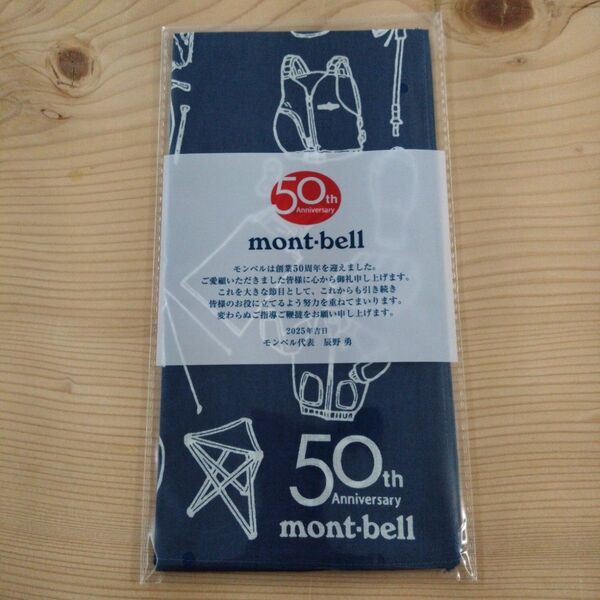 50th
Anniversary
mont·bell
モンベルは創業50周年を迎えました。
ご愛顧いただきました皆様に心から御礼申し上げます。
これを大きな節目として、これからも引き続き
皆様のお役に立てるよう努力を重ねてまいります。
変わらぬご指導ご鞭撻をお願い申し上げます。
2025年吉日
モンベル代表 辰野 勇
50th
Anniversary
mont·bell